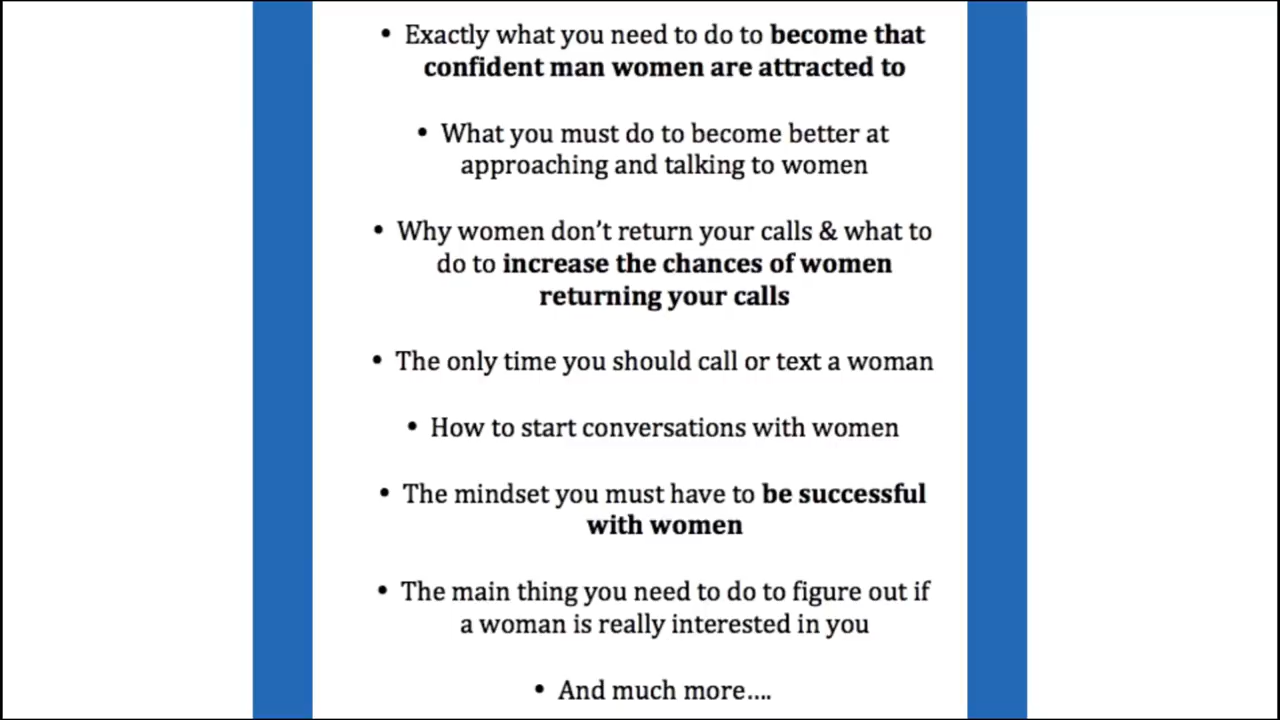 • Exactly what you need to do to become that
confident man women are attracted to
• What you must do to become better at
approaching and talking to women
• Why women don’t return your calls & what to
do to increase the chances of women
returning your calls
• The only time you should call or text a woman
• How to start conversations with women
• The mindset you must have to be successful
with women
• The main thing you need to do to figure out if
a woman is really interested in you
• And much more....